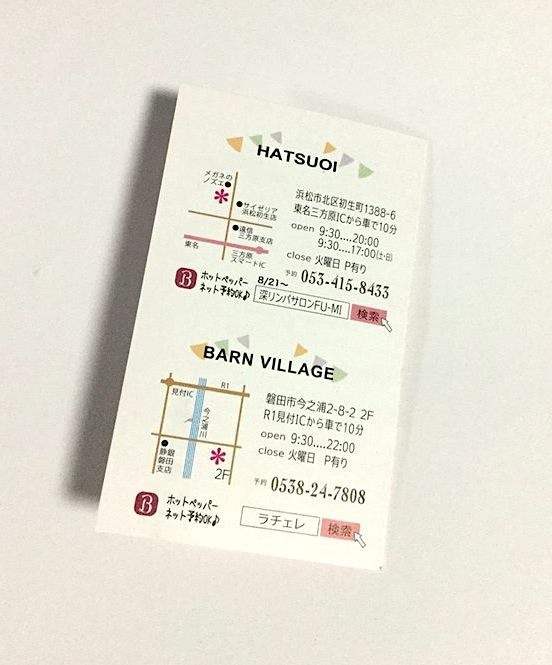 HATSUOI
メガネの
ノズエ
サイゼリア
浜松初生店
遠信
三方原支店
東名
三方原
スマートIC
浜松市北区初生町1388-6
東名三方原ICから車で10分
open 9:30....20:00
9:30....17:00(土・日)
close 火曜日 P有り
予約 053-415-8433
B ホットペッパー
ネット予約OK♪
8/21～
深リンパサロンFU-MI 検索
BARN VILLAGE
見付IC
R1
今之浦川
静銀
磐田
支店
2F
磐田市今之浦2-8-2 2F
R1見付ICから車で10分
open 9:30....22:00
close 火曜日 P有り
予約 0538-24-7808
B ホットペッパー
ネット予約OK♪
ラチェレ 検索